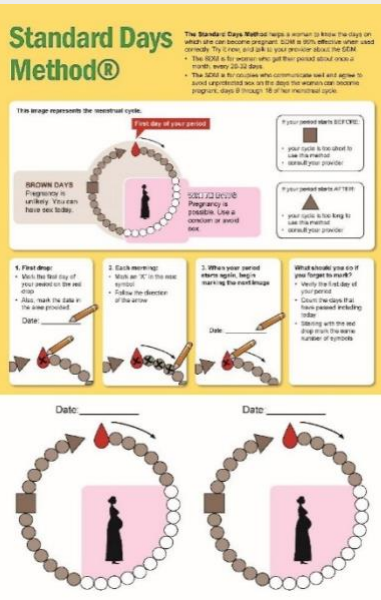 Standard Days
Method®
The Standard Days Method helps a woman to know the days on
which she can become pregnant. SDM is 95% effective when used
correctly. Try it now, and talk to your provider about the SDM.
• The SDM is for women who get their period about once a
month, every 26-32 days.
• The SDM is for couples who communicate well and agree to
avoid unprotected sex on the days the women can become
pregnant, days 8 through 19 of her menstrual cycle.
This image represents the menstrual cycle.
First day of your period
BROWN DAYS
Pregnancy is
unlikely. You can
have sex today.
Pregnancy is
possible. Use a
condom or avoid
sex.
If your period starts BEFORE:
• your cycle is too short to
use this method
• consult your provider
If your period starts AFTER:
• your cycle is too long to
use this method
• consult your provider
1. First drop:
• Mark the first day of
your period on the red
drop
• Also, mark the date in
the area provided
Date:
2. Each morning:
• Mark an "X" in the next
symbol
• Follow the direction
of the arrow
3. When your period
starts again, begin
marking the next image
Date:
What should you do if
you forget to mark?
• Verify the first day of
your period
• Count the days that
have passed including
today
• Starting with the red
drop mark the same
number of symbols
Date:
Date: